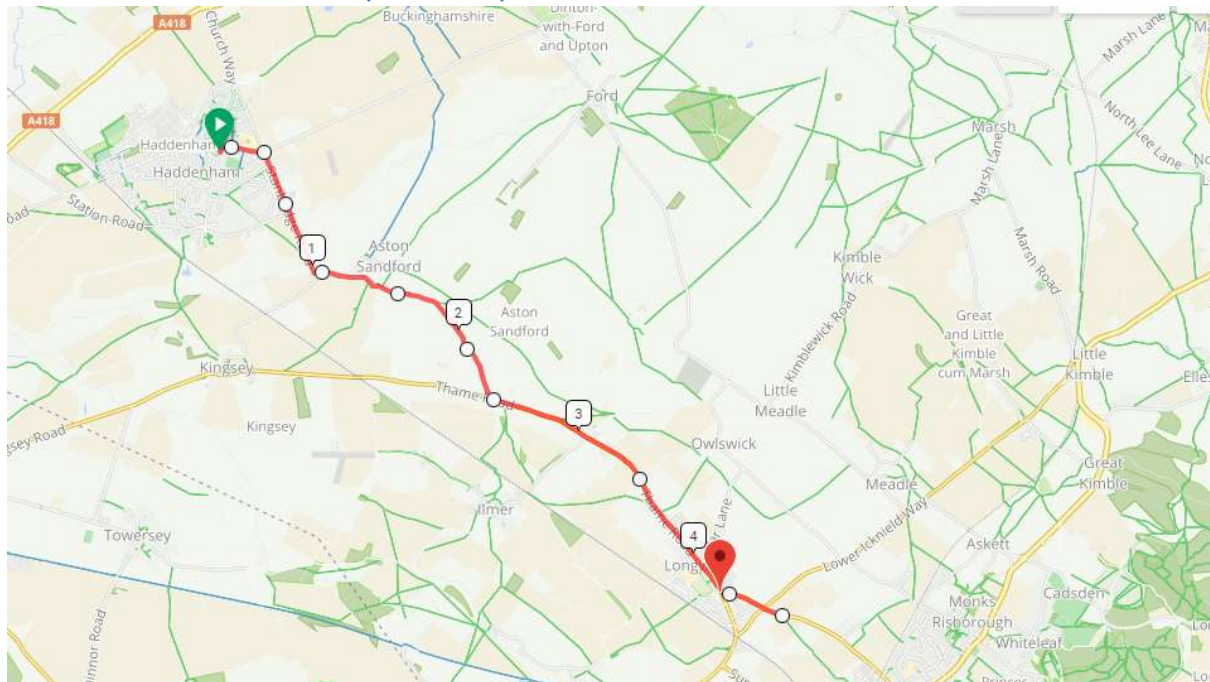 Buckinghamshire
with-Ford
and Upton
A418
Church Way
Marsh Lane
Ford
North Lee Lane
A418
Haddenham
Haddenham
Marsh
Marsh Lane
Station Road
Aston
Sandford
1
Kimble
Wick
Marsh Road
2
Aston
Sandford
Great
and Little
Kimble
cum Marsh
Kimblewick Road
Little
Kimble
Kingsey
Thame Road
Little
Meadle
3
Kingsey
Owlswick
Great
Kimble
Meadle
Ilmer
Towersey
4
Lower Icknield Way
Askett
Monks
Risborough
Cadsden
Whiteleaf